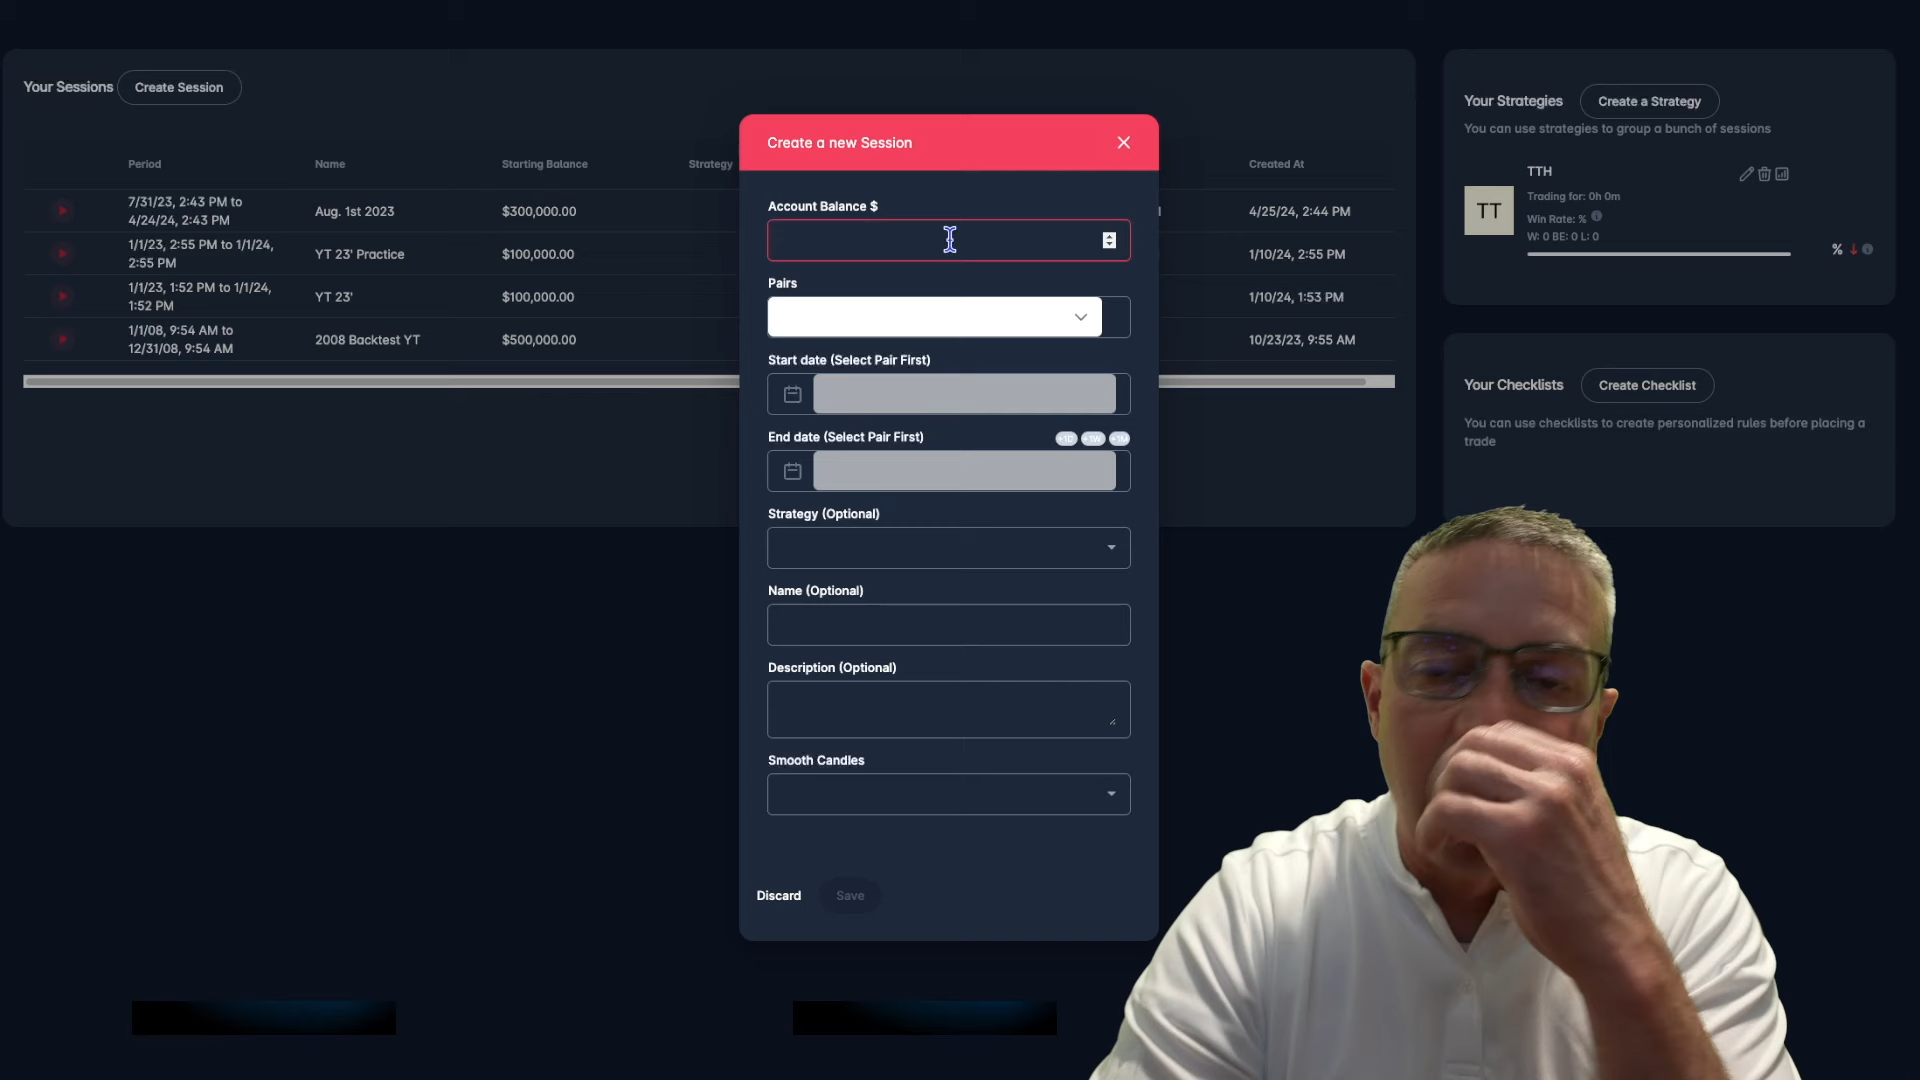 Your Sessions
Create Session
Period
Name
Starting Balance
Strategy
Created At
7/31/23, 2:43 PM to
4/24/24, 2:43 PM
Aug. 1st 2023
$300,000.00
4/25/24, 2:44 PM
1/1/23, 2:55 PM to 1/1/24,
2:55 PM
YT 23' Practice
$100,000.00
1/10/24, 2:55 PM
1/1/23, 1:52 PM to 1/1/24,
1:52 PM
YT 23'
$100,000.00
1/10/24, 1:53 PM
1/1/08, 9:54 AM to
12/31/08, 9:54 AM
2008 Backtest YT
$500,000.00
10/23/23, 9:55 AM
Create a new Session
Account Balance $
Pairs
Start date (Select Pair First)
End date (Select Pair First)
+1D
+1W
+1M
Strategy (Optional)
Name (Optional)
Description (Optional)
Smooth Candles
Discard
Save
Your Strategies
Create a Strategy
You can use strategies to group a bunch of sessions
TT
TTH
Trading for: 0h 0m
Win Rate: %
W: 0 BE: 0 L: 0
%
Your Checklists
Create Checklist
You can use checklists to create personalized rules before placing a
trade